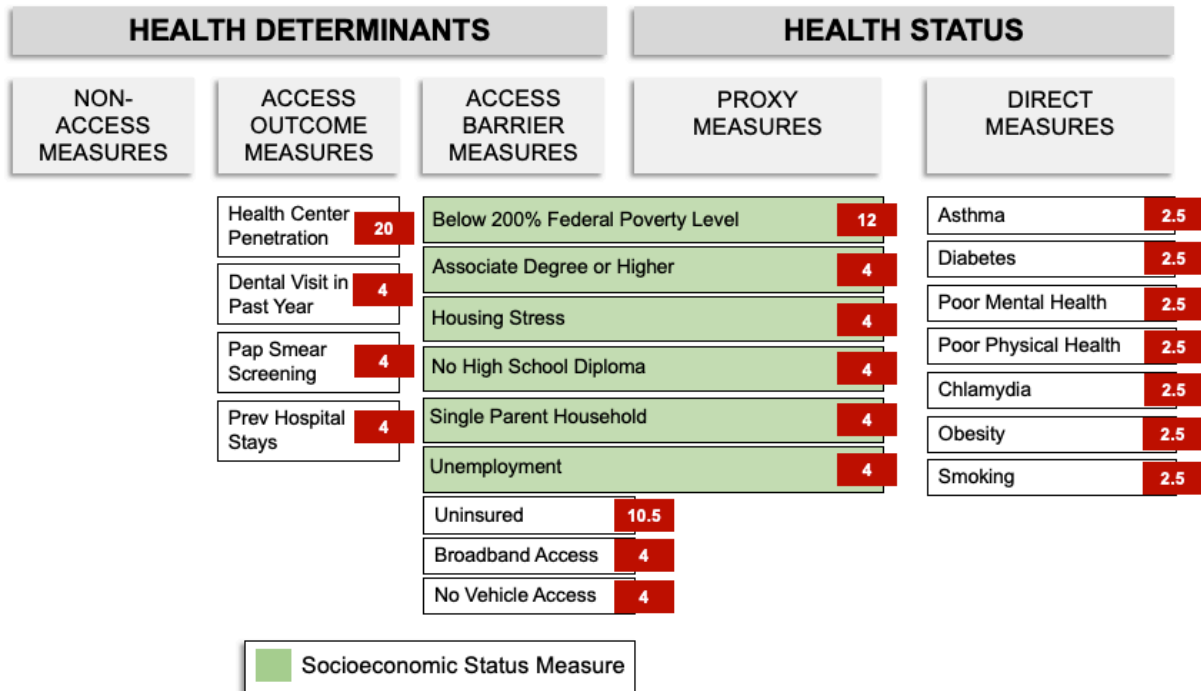 HEALTH DETERMINANTS
HEALTH STATUS
NON-
ACCESS
MEASURES
ACCESS
OUTCOME
MEASURES
ACCESS
BARRIER
MEASURES
PROXY
MEASURES
DIRECT
MEASURES
Health Center
Penetration
20
Dental Visit in
Past Year
4
Pap Smear
Screening
4
Prev Hospital
Stays
4
Below 200% Federal Poverty Level
12
Associate Degree or Higher
4
Housing Stress
4
No High School Diploma
4
Single Parent Household
4
Unemployment
4
Uninsured
10.5
Broadband Access
4
No Vehicle Access
4
Asthma
2.5
Diabetes
2.5
Poor Mental Health
2.5
Poor Physical Health
2.5
Chlamydia
2.5
Obesity
2.5
Smoking
2.5
Socioeconomic Status Measure